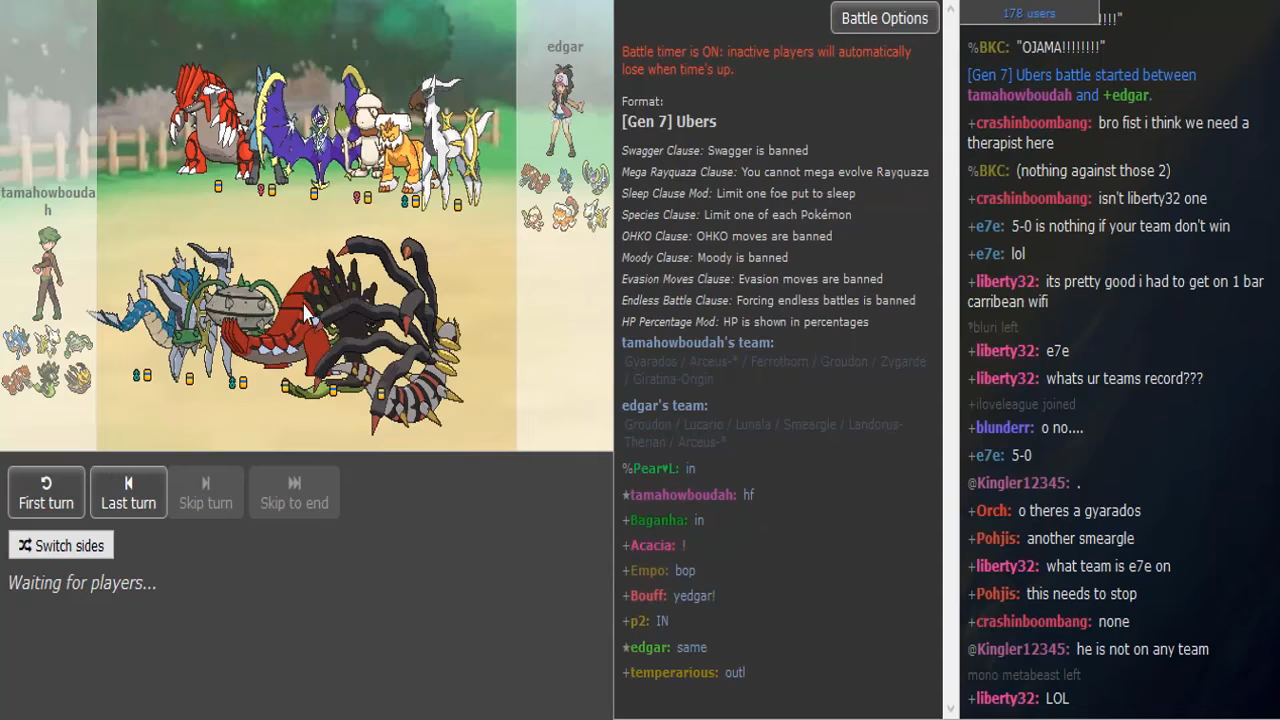 edgar
tamahowbouda
h
First turn
Last turn
Skip turn
Skip to end
Switch sides
Waiting for players...
Battle Options
Battle timer is ON: inactive players will automatically
lose when time's up.
Format:
[Gen 7] Ubers
Swagger Clause: Swagger is banned
Mega Rayquaza Clause: You cannot mega evolve Rayquaza
Sleep Clause Mod: Limit one foe put to sleep
Species Clause: Limit one of each Pokémon
OHKO Clause: OHKO moves are banned
Moody Clause: Moody is banned
Evasion Moves Clause: Evasion moves are banned
Endless Battle Clause: Forcing endless battles is banned
HP Percentage Mod: HP is shown in percentages
tamahowboudah's team:
Gyarados / Arceus-* / Ferrothorn / Groudon / Zygarde
/ Giratina-Origin
edgar's team:
Groudon / Lucario / Lunala / Smeargle / Landorus-
Therian / Arceus-*
%Pear♥L: in
★tamahowboudah: hf
+Baganha: in
+Acacia: !
+Empo: bop
+Bouff: yedgar!
+p2: IN
★edgar: same
+temperarious: out!
178 users
!!!!"
%BKC: "OJAMA!!!!!!!!"
[Gen 7] Ubers battle started between
tamahowboudah and +edgar.
+crashinboombang: bro fist i think we need a
therapist here
%BKC: (nothing against those 2)
+crashinboombang: isn't liberty32 one
+e7e: 5-0 is nothing if your team don't win
+e7e: lol
+liberty32: its pretty good i had to get on 1 bar
carribean wifi
?blun left
+liberty32: e7e
+liberty32: whats ur teams record???
+iloveleague joined
+blunderr: o no....
+e7e: 5-0
@Kingler12345: .
+Orch: o theres a gyarados
+Pohjis: another smeargle
+liberty32: what team is e7e on
+Pohjis: this needs to stop
+crashinboombang: none
@Kingler12345: he is not on any team
mono metabeast left
+liberty32: LOL